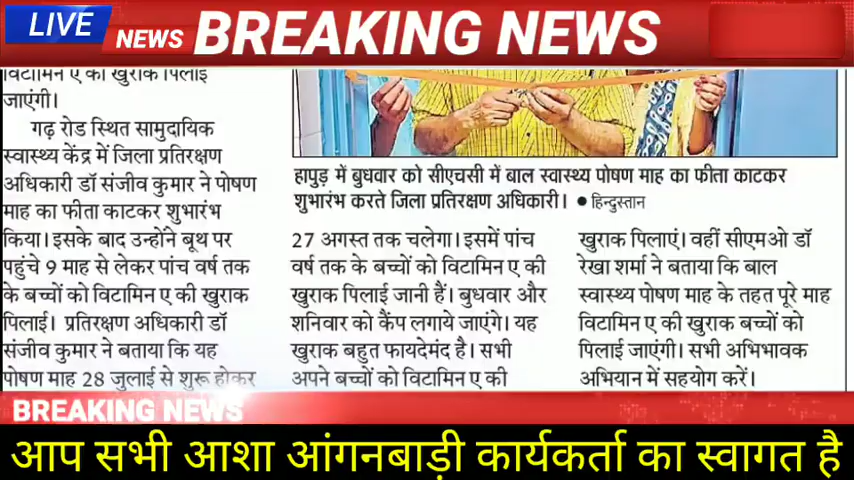 LIVE
NEWS
BREAKING NEWS
विटामिन ए की खुराक पिलाई
जाएंगी।
गढ़ रोड स्थित सामुदायिक
स्वास्थ्य केंद्र में जिला प्रतिरक्षण
अधिकारी डॉ संजीव कुमार ने पोषण
माह का फीता काटकर शुभारंभ
किया। इसके बाद उन्होंने बूथ पर
पहुंचे 9 माह से लेकर पांच वर्ष तक
के बच्चों को विटामिन ए की खुराक
पिलाई। प्रतिरक्षण अधिकारी डॉ
संजीव कुमार ने बताया कि यह
पोषण माह 28 जुलाई से शुरू होकर
हापुड़ में बुधवार को सीएचसी में बाल स्वास्थ्य पोषण माह का फीता काटकर
शुभारंभ करते जिला प्रतिरक्षण अधिकारी। ● हिन्दुस्तान
27 अगस्त तक चलेगा। इसमें पांच
वर्ष तक के बच्चों को विटामिन ए की
खुराक पिलाई जानी हैं। बुधवार और
शनिवार को कैंप लगाये जाएंगे। यह
खुराक बहुत फायदेमंद है। सभी
अपने बच्चों को विटामिन ए की
खुराक पिलाएं। वहीं सीएमओ डॉ
रेखा शर्मा ने बताया कि बाल
स्वास्थ्य पोषण माह के तहत पूरे माह
विटामिन ए की खुराक बच्चों को
पिलाई जाएंगी। सभी अभिभावक
अभियान में सहयोग करें।
BREAKING NEWS
आप सभी आशा आंगनबाड़ी कार्यकर्ता का स्वागत है